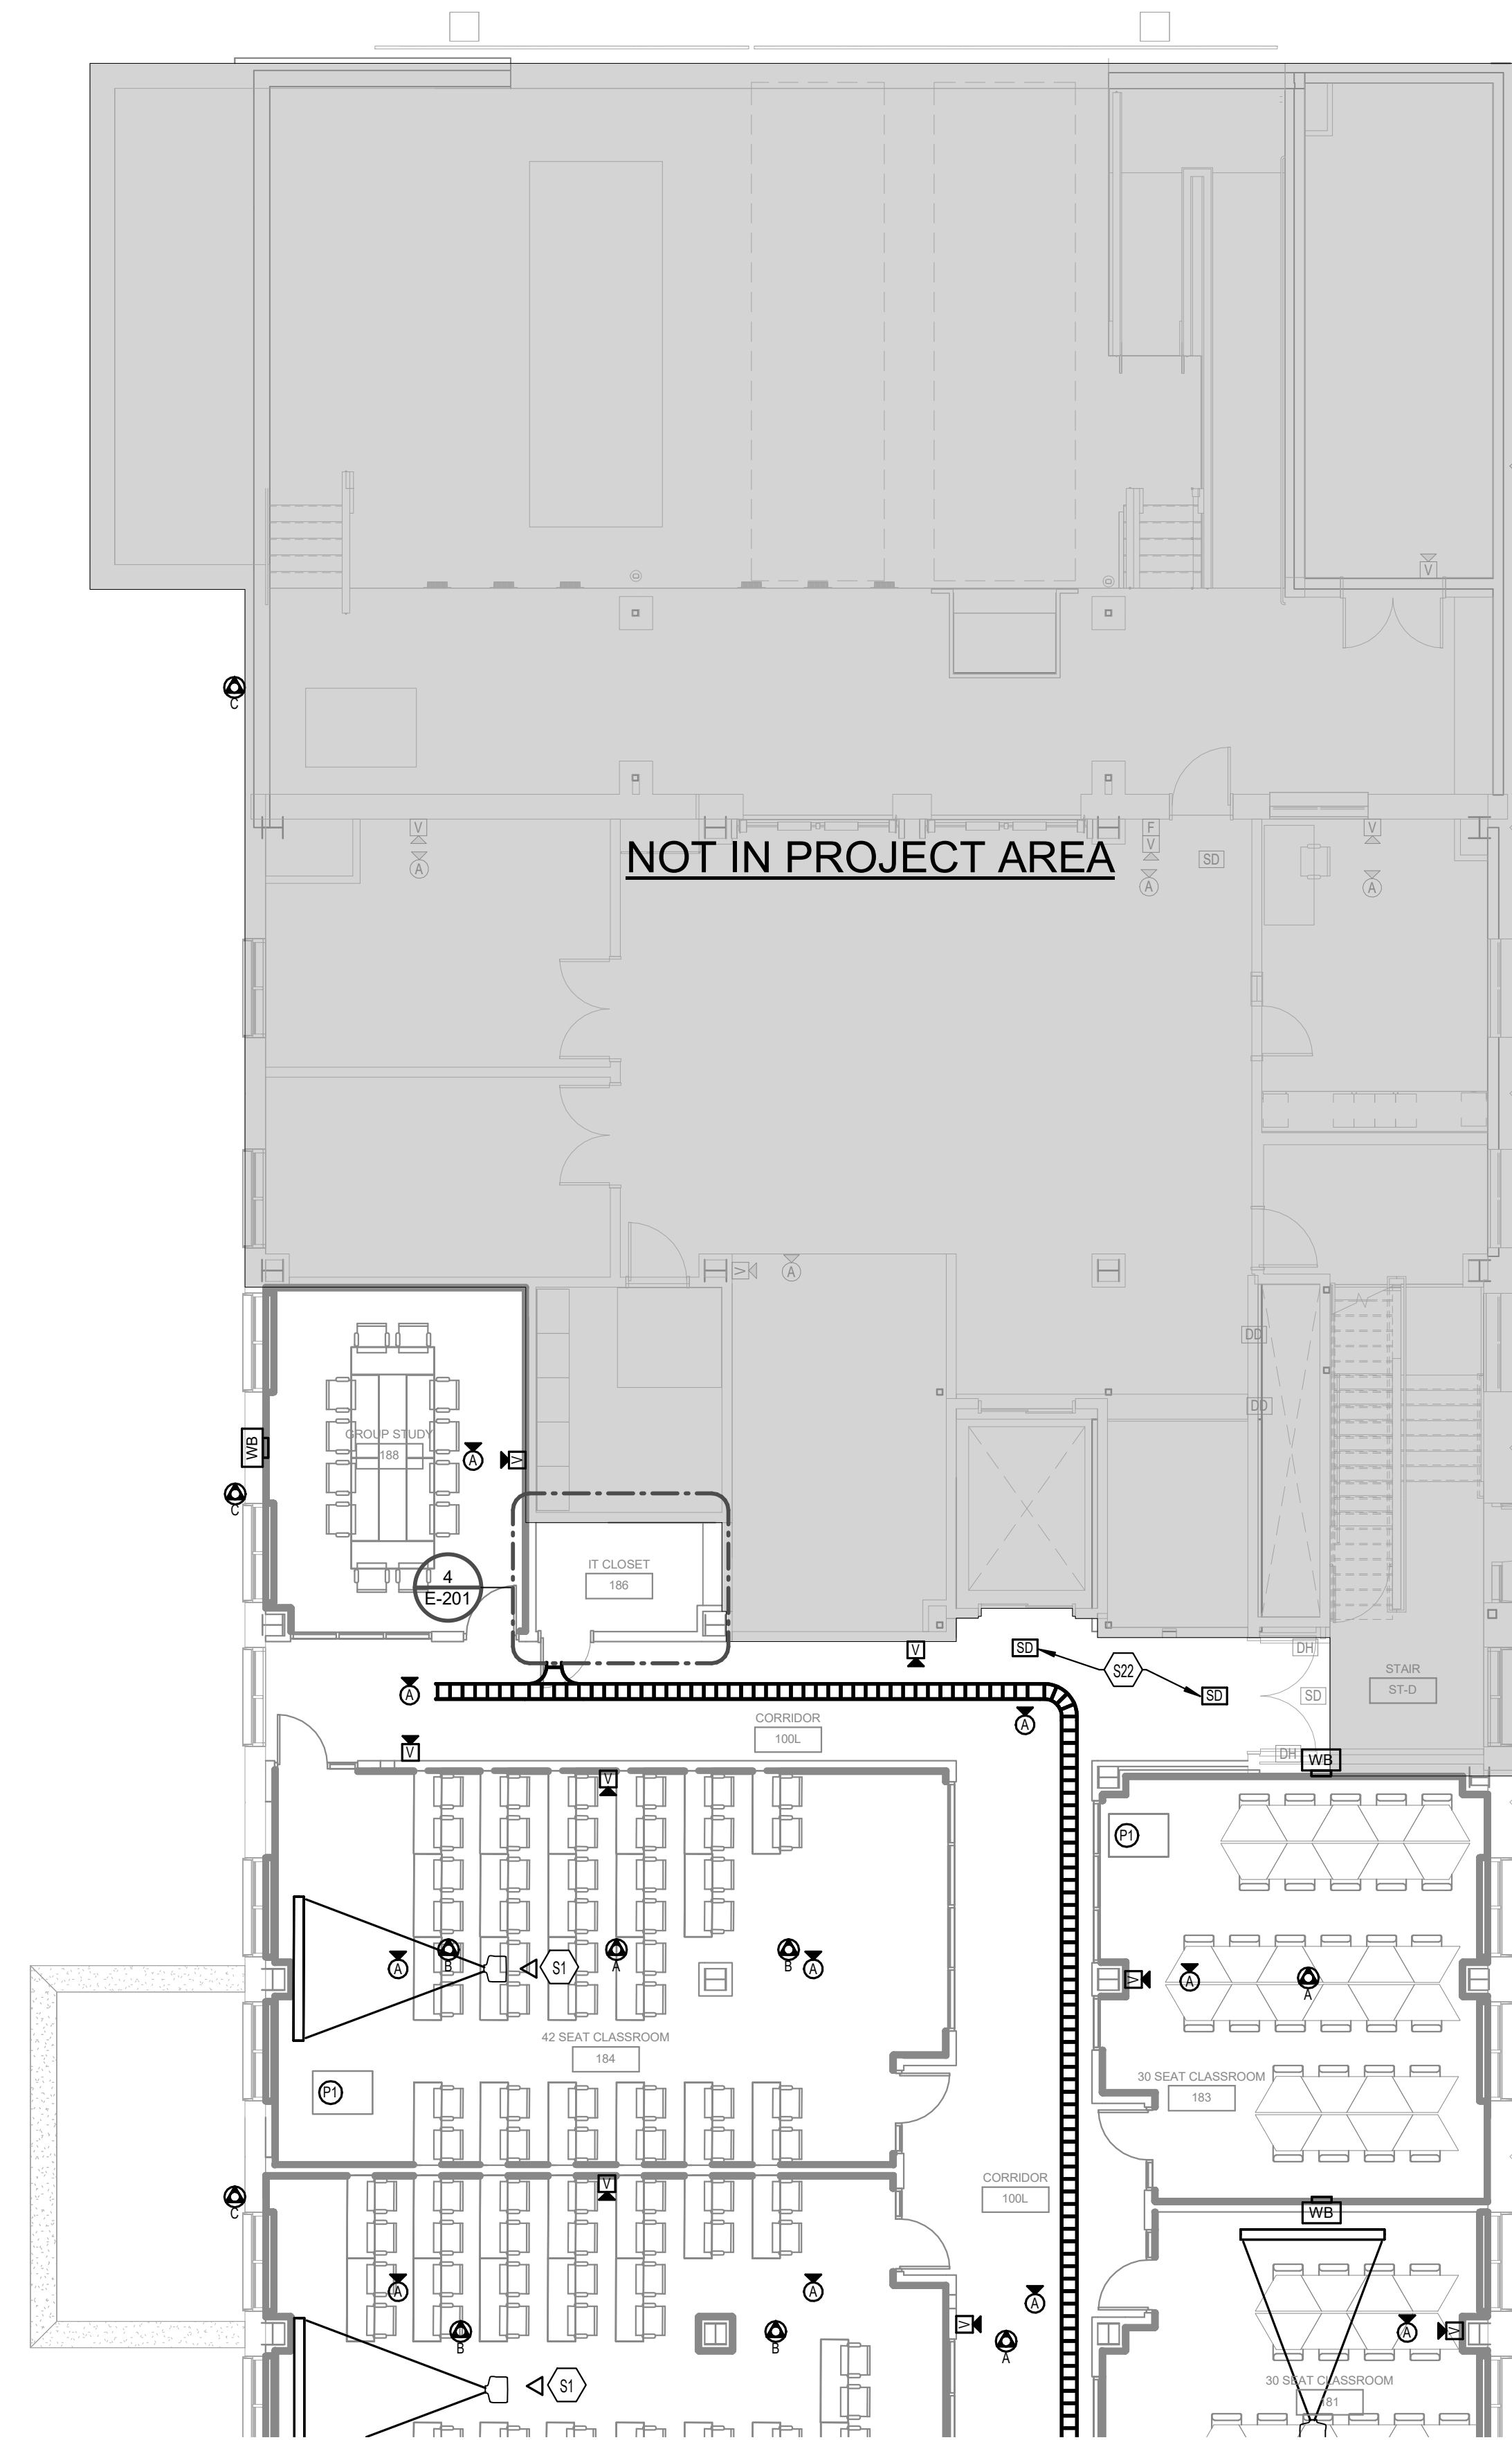 V
C
V
A
NOT IN PROJECT AREA
F
V
A
SD
V
A
V
A
DD
DD
WB
GROUP STUDY
188
A
V
C
4
E-201
IT CLOSET
186
V
SD
S22
SD
DH
SD
DH
STAIR
ST-D
A
A
CORRIDOR
100L
V
WB
V
P1
A
B
S1
A
B
A
V
A
A
42 SEAT CLASSROOM
184
P1
30 SEAT CLASSROOM
183
C
V
CORRIDOR
100L
WB
A
A
A
B
B
V
A
A
V
S1
30 SEAT CLASSROOM
181